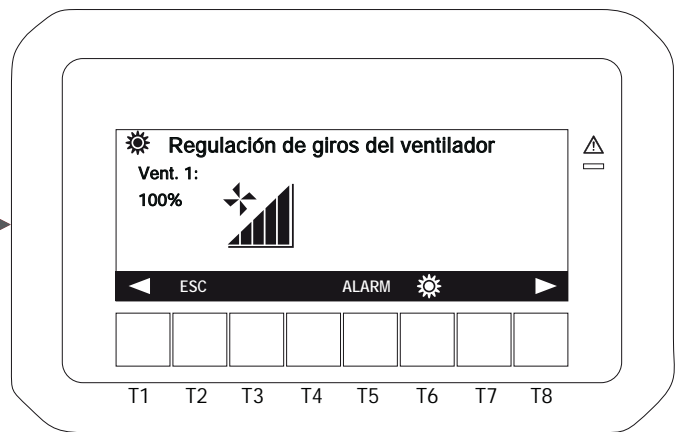 Regulación de giros del ventilador
Vent. 1:
100%
ESC ALARM
T1 T2 T3 T4 T5 T6 T7 T8